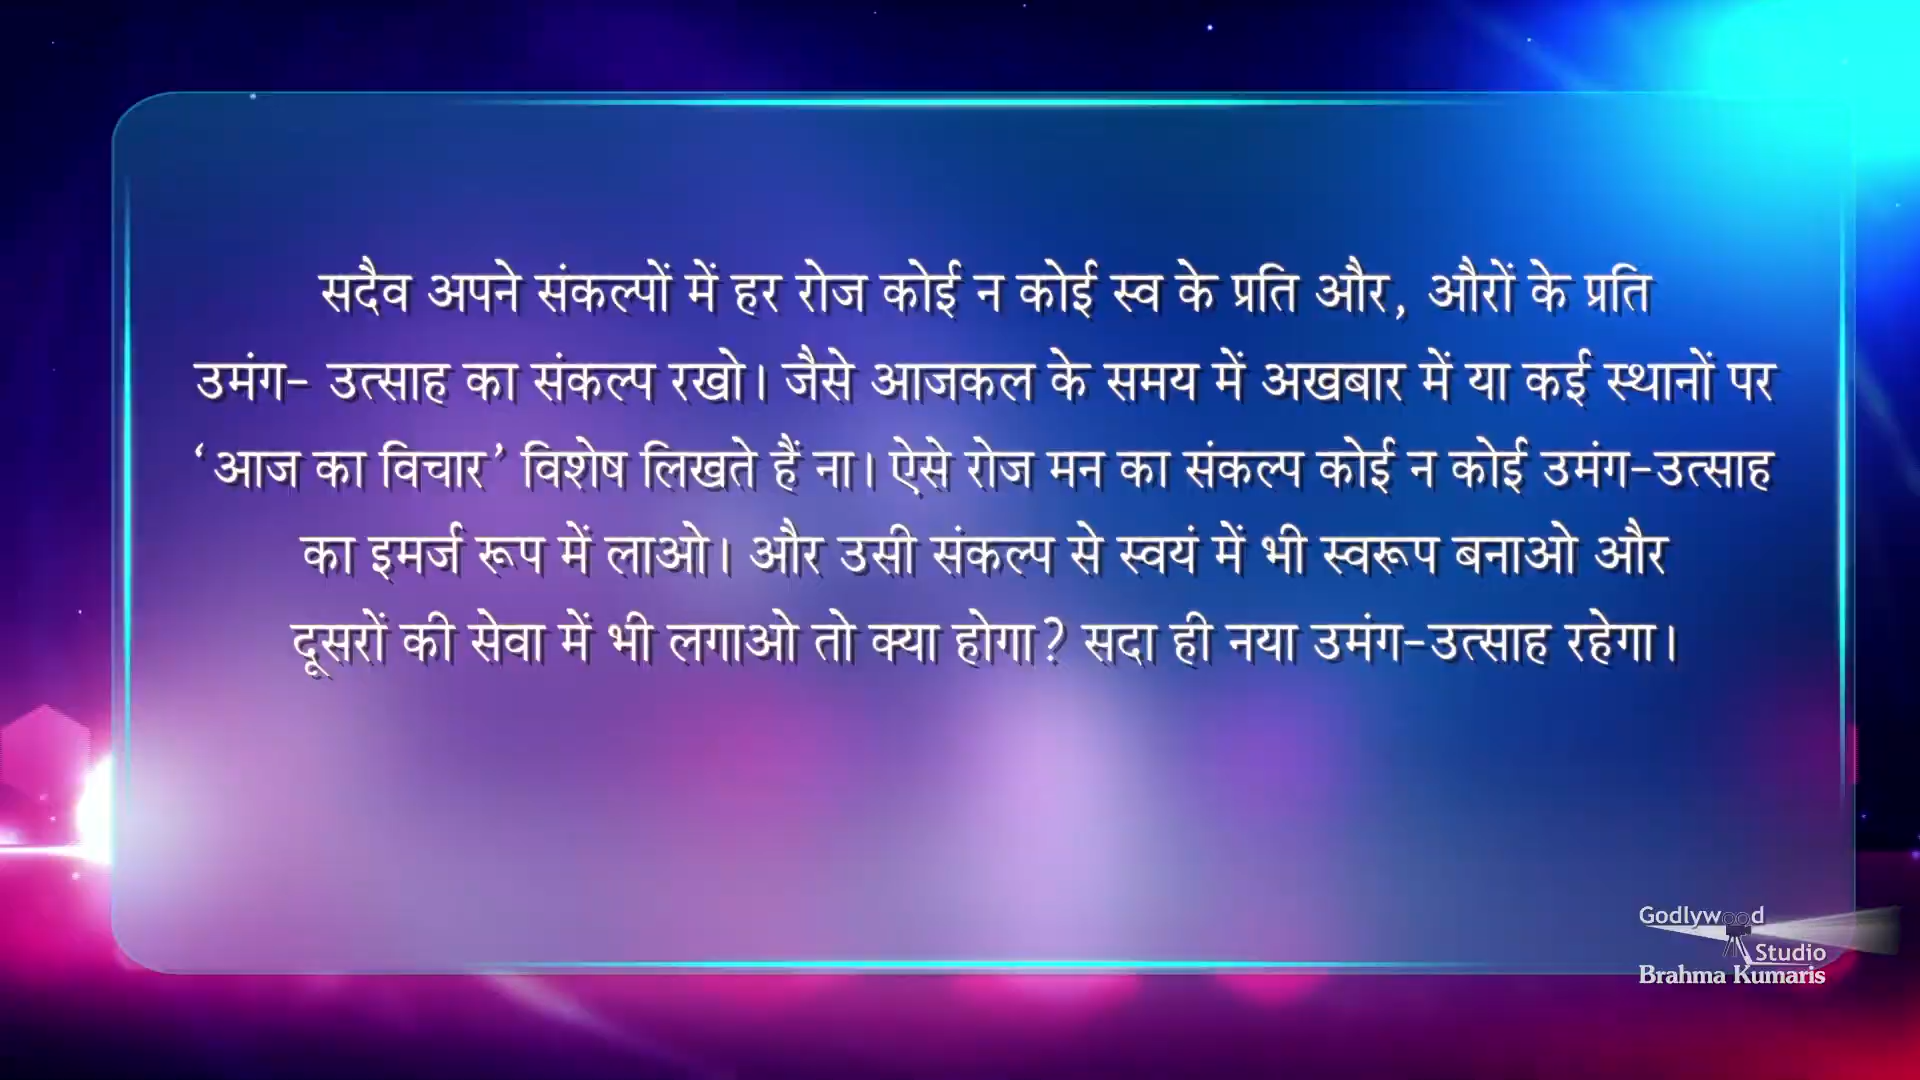 सदैव अपने संकल्पों में हर रोज कोई न कोई स्व के प्रति और, औरों के प्रति
उमंग- उत्साह का संकल्प रखो। जैसे आजकल के समय में अखबार में या कई स्थानों पर
‘आज का विचार’ विशेष लिखते हैं ना। ऐसे रोज मन का संकल्प कोई न कोई उमंग-उत्साह
का इमर्ज रूप में लाओ। और उसी संकल्प से स्वयं में भी स्वरूप बनाओ और
दूसरों की सेवा में भी लगाओ तो क्या होगा? सदा ही नया उमंग-उत्साह रहेगा।
Godlywood
Studio
Brahma Kumaris